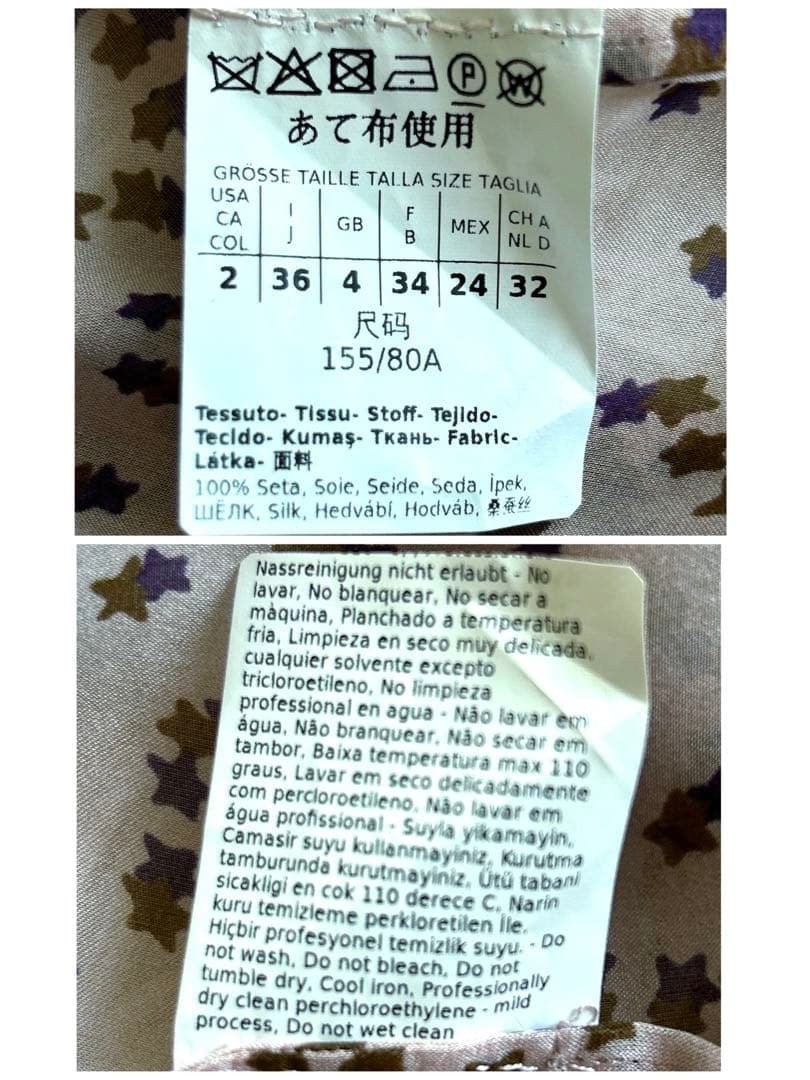 P W
あて布使用
GRÖSSE TAILLE TALLA SIZE TAGLIA
USA CA COL I J GB F B MEX CH A NL D
2 36 4 34 24 32
尺码
155/80A
Tessuto- Tissu- Stoff- Tejido-
Tecido- Kumaş- Ткань- Fabric-
Látka- 面料
100% Seta, Soie, Seide, Seda, İpek,
ШЁЛК, Silk, Hedvábí, Hodváb, 桑蚕丝
Nassreinigung nicht erlaubt - No
lavar, No blanquear, No secar a
màquina, Planchado a temperatura
fria, Limpieza en seco muy delicada,
cualquier solvente excepto
tricloroetileno, No limpieza
professional en agua - Não lavar em
água, Não branquear, Não secar em
tambor, Baixa temperatura max 110
graus, Lavar em seco delicadamente
com percloroetileno, Não lavar em
água profissional - Suyla yikamayin,
Camasir suyu kullanmayiniz, Kurutma
tamburunda kurutmayiniz, Ütü tabani
sicakligi en cok 110 derece C, Narin
kuru temizleme perkloretilen İle,
Hiçbir profesyonel temizlik suyu. - Do
not wash, Do not bleach, Do not
tumble dry, Cool iron, Professionally
dry clean perchloroethylene - mild
process, Do not wet clean